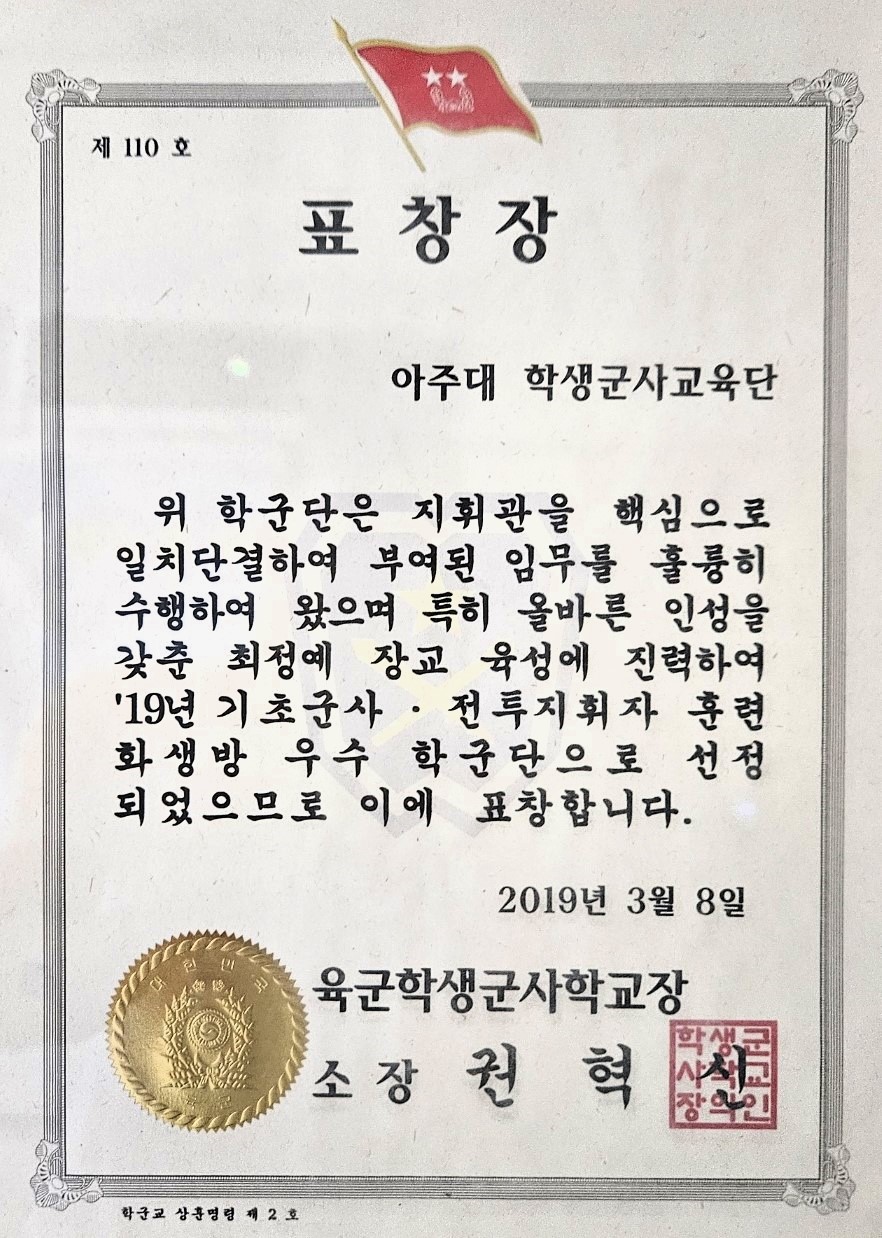 제 110 호
표 창 장
아주대 학생군사교육단
위 학군단은 지휘관을 핵심으로
일치단결하여 부여된 임무를 훌륭히
수행하여 왔으며 특히 올바른 인성을
갖춘 최정예 장교 육성에 진력하여
'19년 기초군사·전투지휘자 훈련
화생방 우수 학군단으로 선정
되었으므로 이에 표창합니다.
2019년 3월 8일
육군학생군사학교장
소 장 권 혁 신
학생군
사학교
장의인
대한민국
육군
학군교 상훈명령 제 2 호